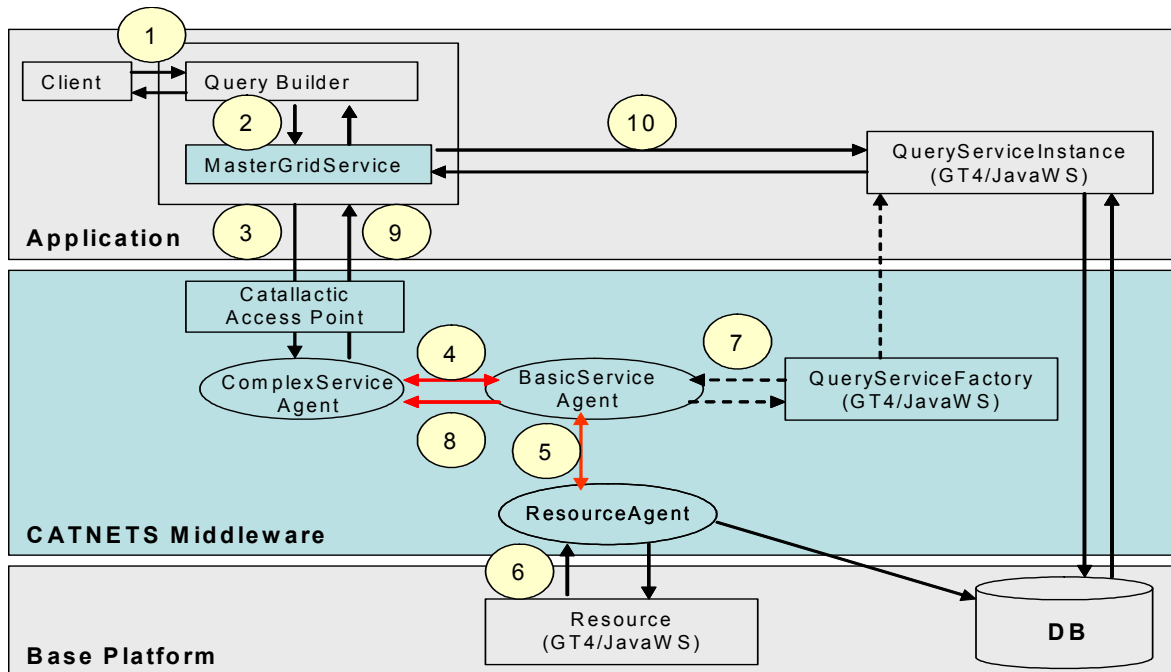 1
Client
Query Builder
2
10
MasterGridService
QueryServiceInstance
(GT4/JavaWS)
3
9
Application
Catallactic
Access Point
4
7
ComplexService
Agent
BasicService
Agent
QueryServiceFactory
(GT4/JavaWS)
8
5
ResourceAgent
CATNETS Middleware
6
Resource
(GT4/JavaWS)
DB
Base Platform